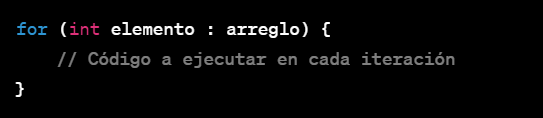 for (int elemento : arreglo) {
    // Código a ejecutar en cada iteración
}